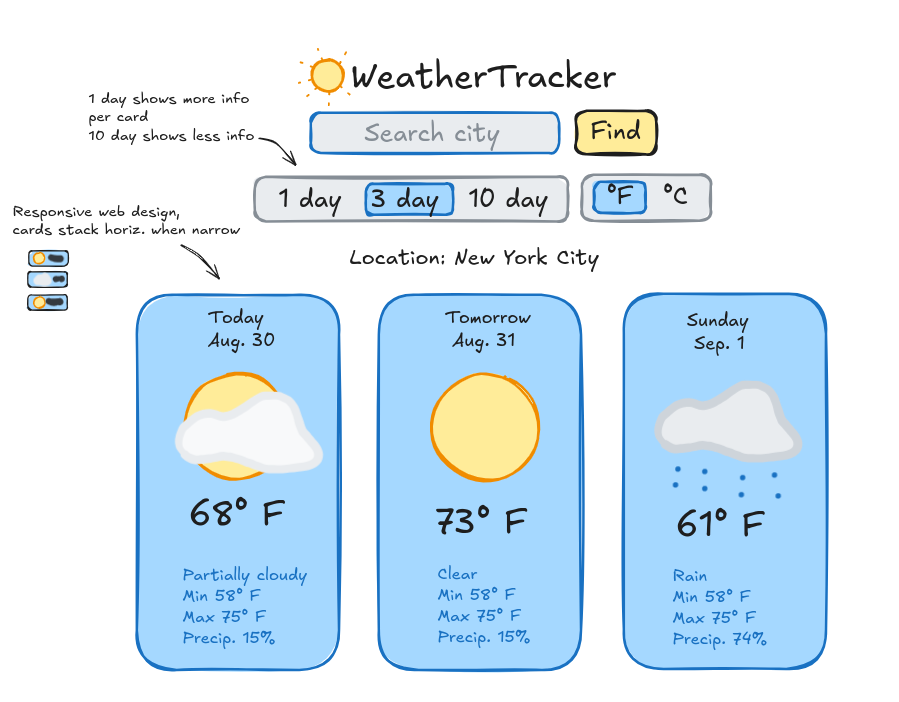 WeatherTracker
1 day shows more info
per card
10 day shows less info
Search city
Find
1 day 3 day 10 day
°F °C
Responsive web design,
cards stack horiz. when narrow
Location: New York City
Today
Aug. 30
68° F
Partially cloudy
Min 58° F
Max 75° F
Precip. 15%
Tomorrow
Aug. 31
73° F
Clear
Min 58° F
Max 75° F
Precip. 15%
Sunday
Sep. 1
61° F
Rain
Min 58° F
Max 75° F
Precip. 74%